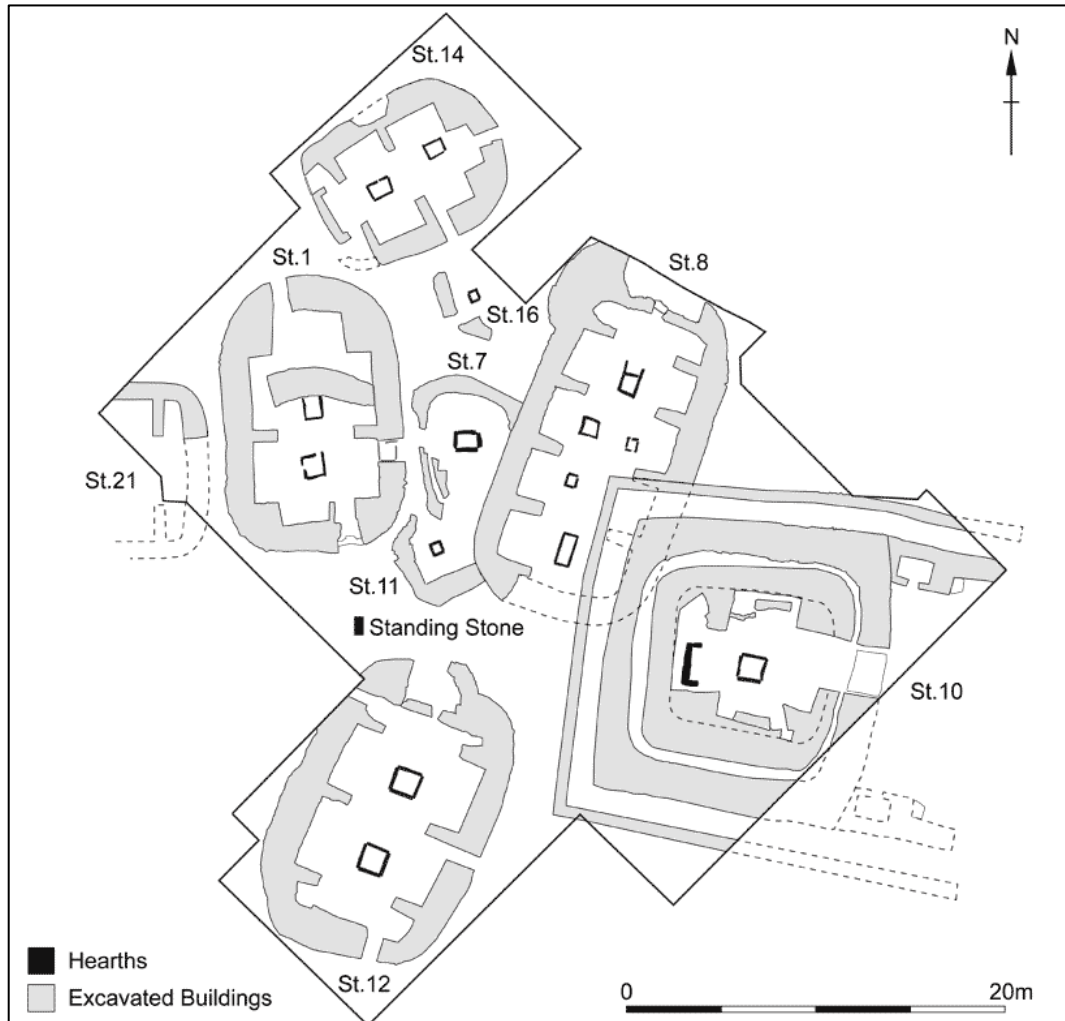 N
St.14
St.1
St.8
St.16
St.7
St.21
St.11
Standing Stone
St.10
St.12
Hearths
Excavated Buildings
0
20m